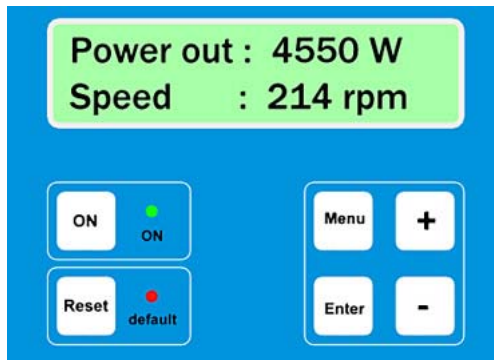 Power out : 4550 W
Speed : 214 rpm
ON
ON
Menu
+
Reset
default
Enter
-